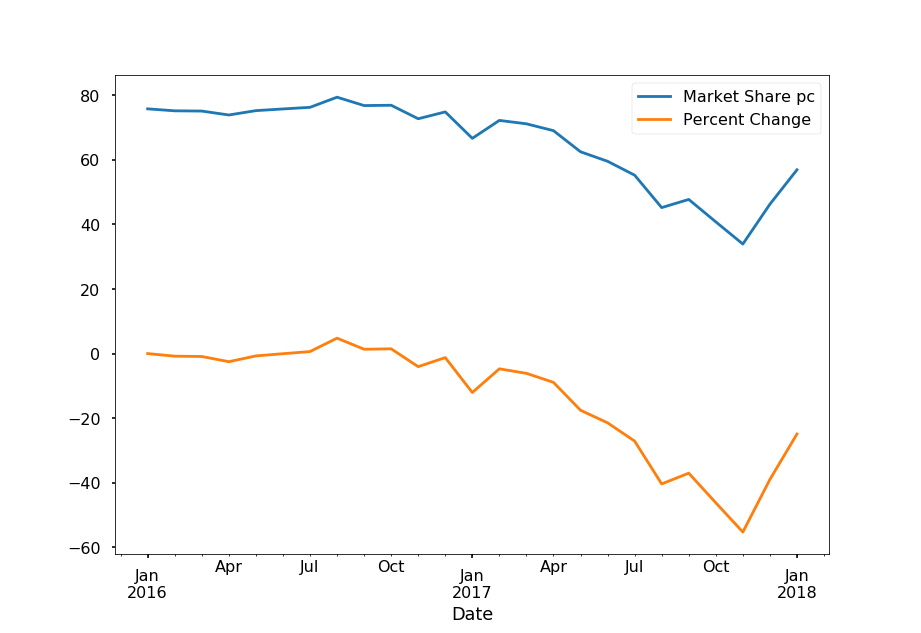 80
60
40
20
0
−20
−40
−60
Market Share pc
Percent Change
Jan
2016
Apr
Jul
Oct
Jan
2017
Apr
Jul
Oct
Jan
2018
Date